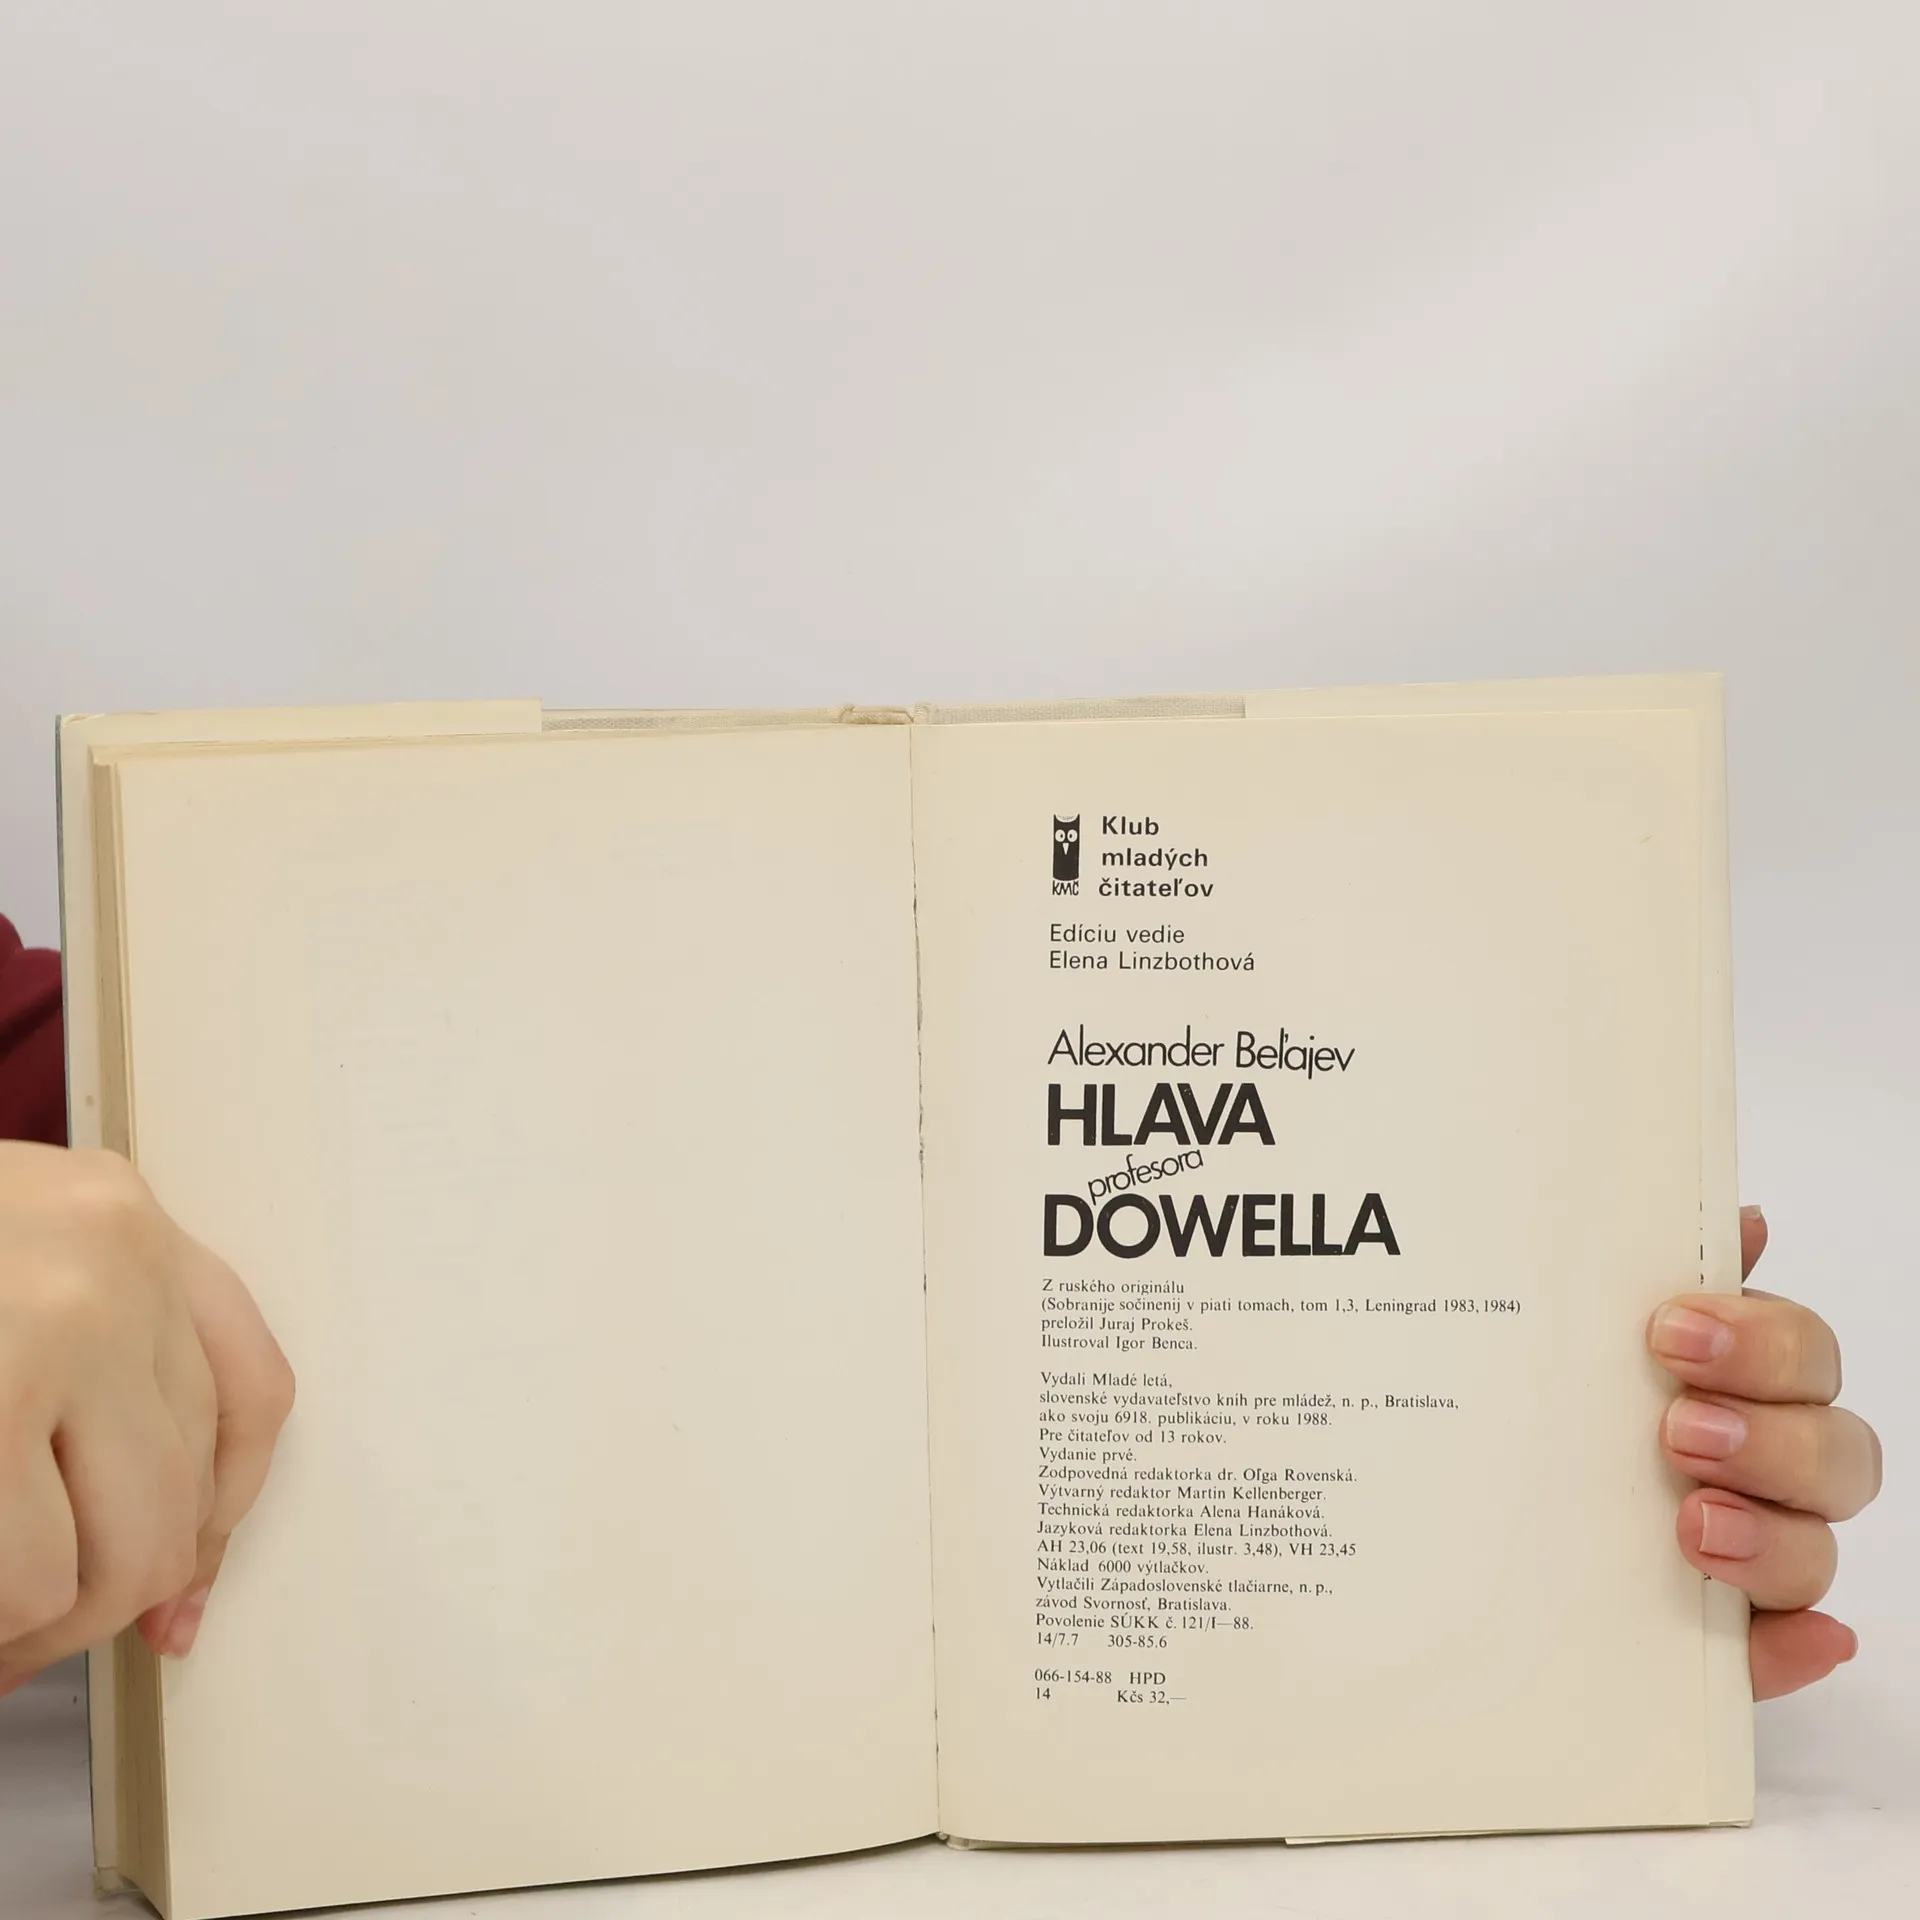 Klub
mladých
čitateľov
KMČ
Edíciu vedie
Elena Linzbothová
Alexander Beľajev
HLAVA
profesora
DOWELLA
Z ruského originálu
(Sobranije sočinenij v piati tomach, tom 1,3, Leningrad 1983, 1984)
preložil Juraj Prokeš.
Ilustroval Igor Benca.
Vydali Mladé letá,
slovenské vydavateľstvo kníh pre mládež, n. p., Bratislava,
ako svoju 6918. publikáciu, v roku 1988.
Pre čitateľov od 13 rokov.
Vydanie prvé.
Zodpovedná redaktorka dr. Oľga Rovenská.
Výtvarný redaktor Martin Kellenberger.
Technická redaktorka Alena Hanáková.
Jazyková redaktorka Elena Linzbothová.
AH 23,06 (text 19,58, ilustr. 3,48), VH 23,45
Náklad 6000 výtlačkov.
Vytlačili Západoslovenské tlačiarne, n. p.,
závod Svornosť, Bratislava.
Povolenie SÚKK č. 121/I—88.
14/7.7 305-85.6
066-154-88 HPD
14 Kčs 32,—